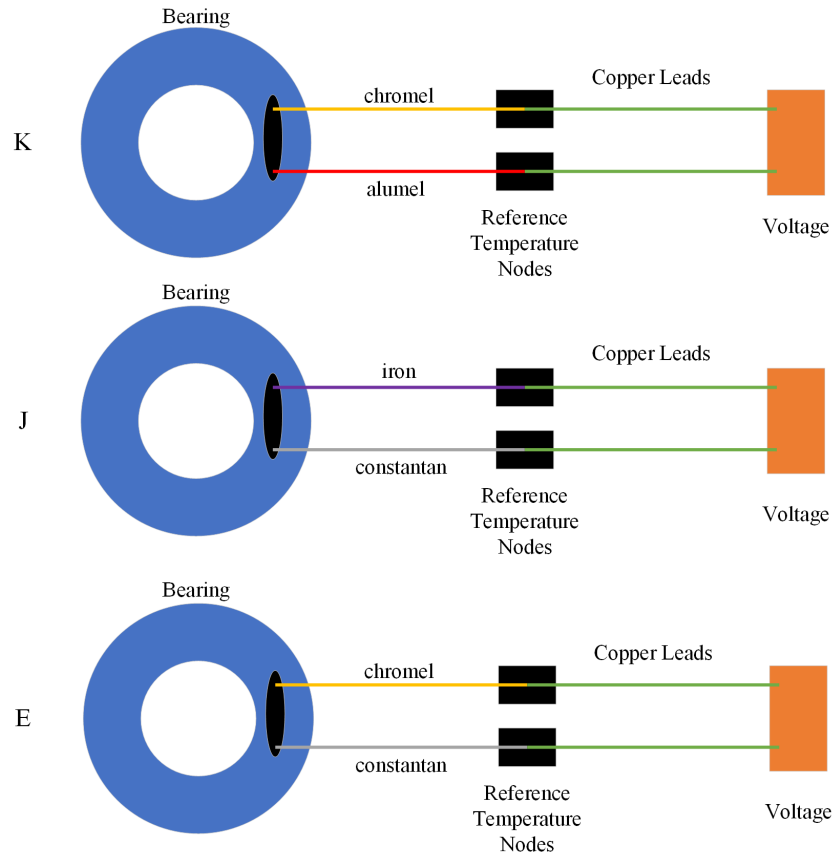 Bearing
K
chromel
alumel
Copper Leads
Reference
Temperature
Nodes
Voltage
Bearing
J
iron
constantan
Copper Leads
Reference
Temperature
Nodes
Voltage
Bearing
E
chromel
constantan
Copper Leads
Reference
Temperature
Nodes
Voltage